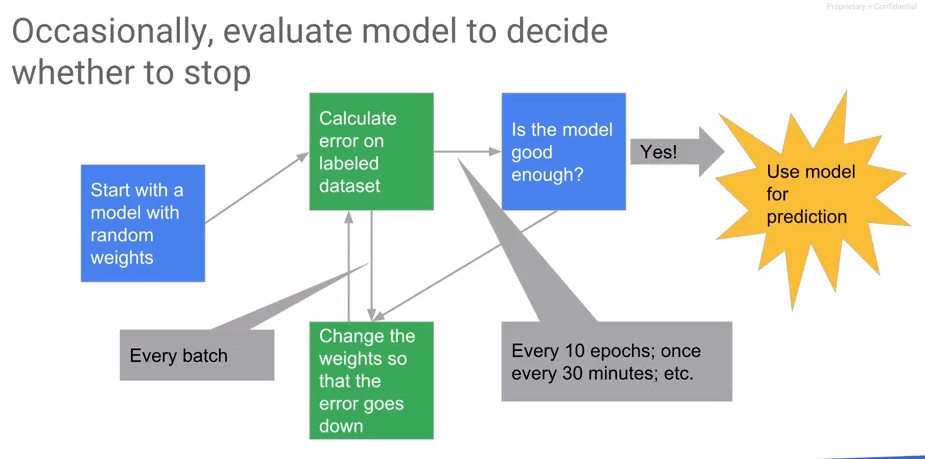 Proprietary + Confidential
Occasionally, evaluate model to decide
whether to stop
Start with a
model with
random
weights
Calculate
error on
labeled
dataset
Is the model
good
enough?
Yes!
Use model
for
prediction
Every batch
Change the
weights so
that the
error goes
down
Every 10 epochs; once
every 30 minutes; etc.